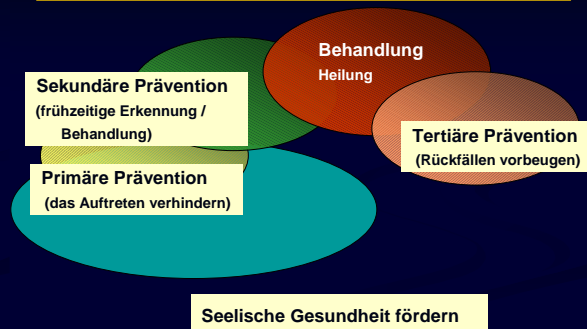 Behandlung
Heilung
Sekundäre Prävention
(frühzeitige Erkennung /
Behandlung)
Tertiäre Prävention
(Rückfällen vorbeugen)
Primäre Prävention
(das Auftreten verhindern)
Seelische Gesundheit fördern